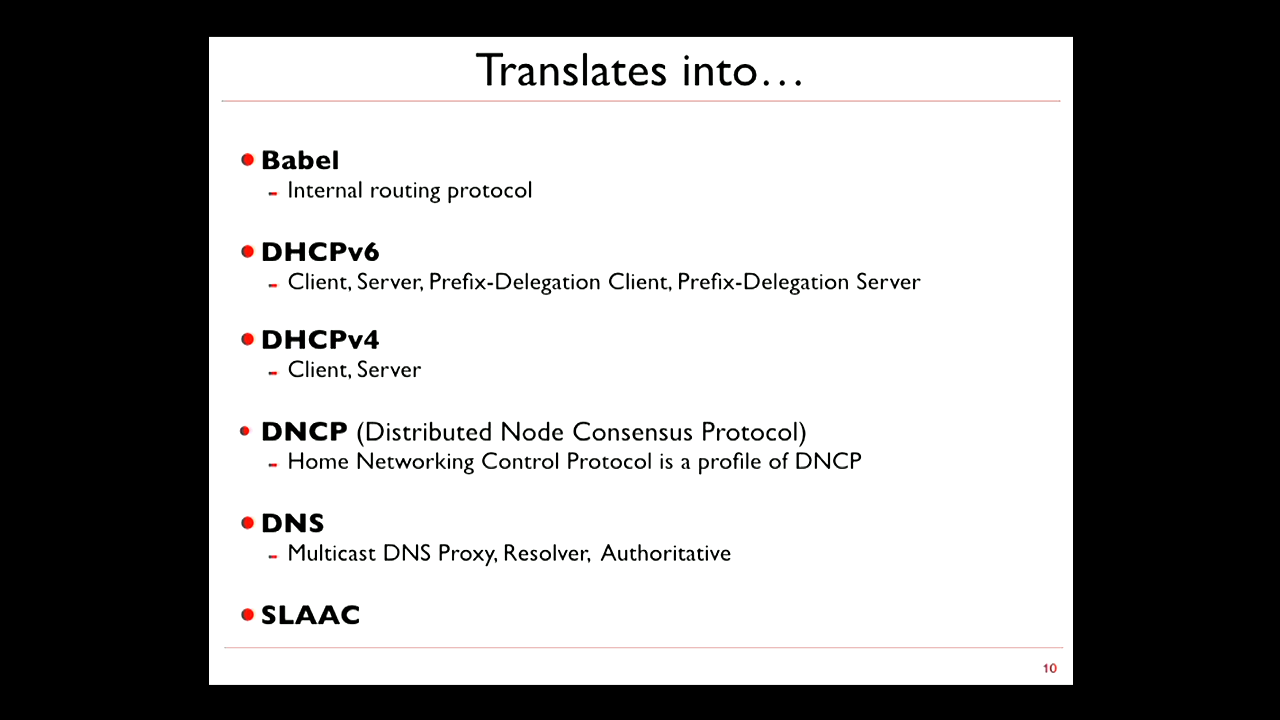 Translates into…
Babel
Internal routing protocol
DHCPv6
Client, Server, Prefix-Delegation Client, Prefix-Delegation Server
DHCPv4
Client, Server
DNCP (Distributed Node Consensus Protocol)
Home Networking Control Protocol is a profile of DNCP
DNS
Multicast DNS Proxy, Resolver, Authoritative
SLAAC
10